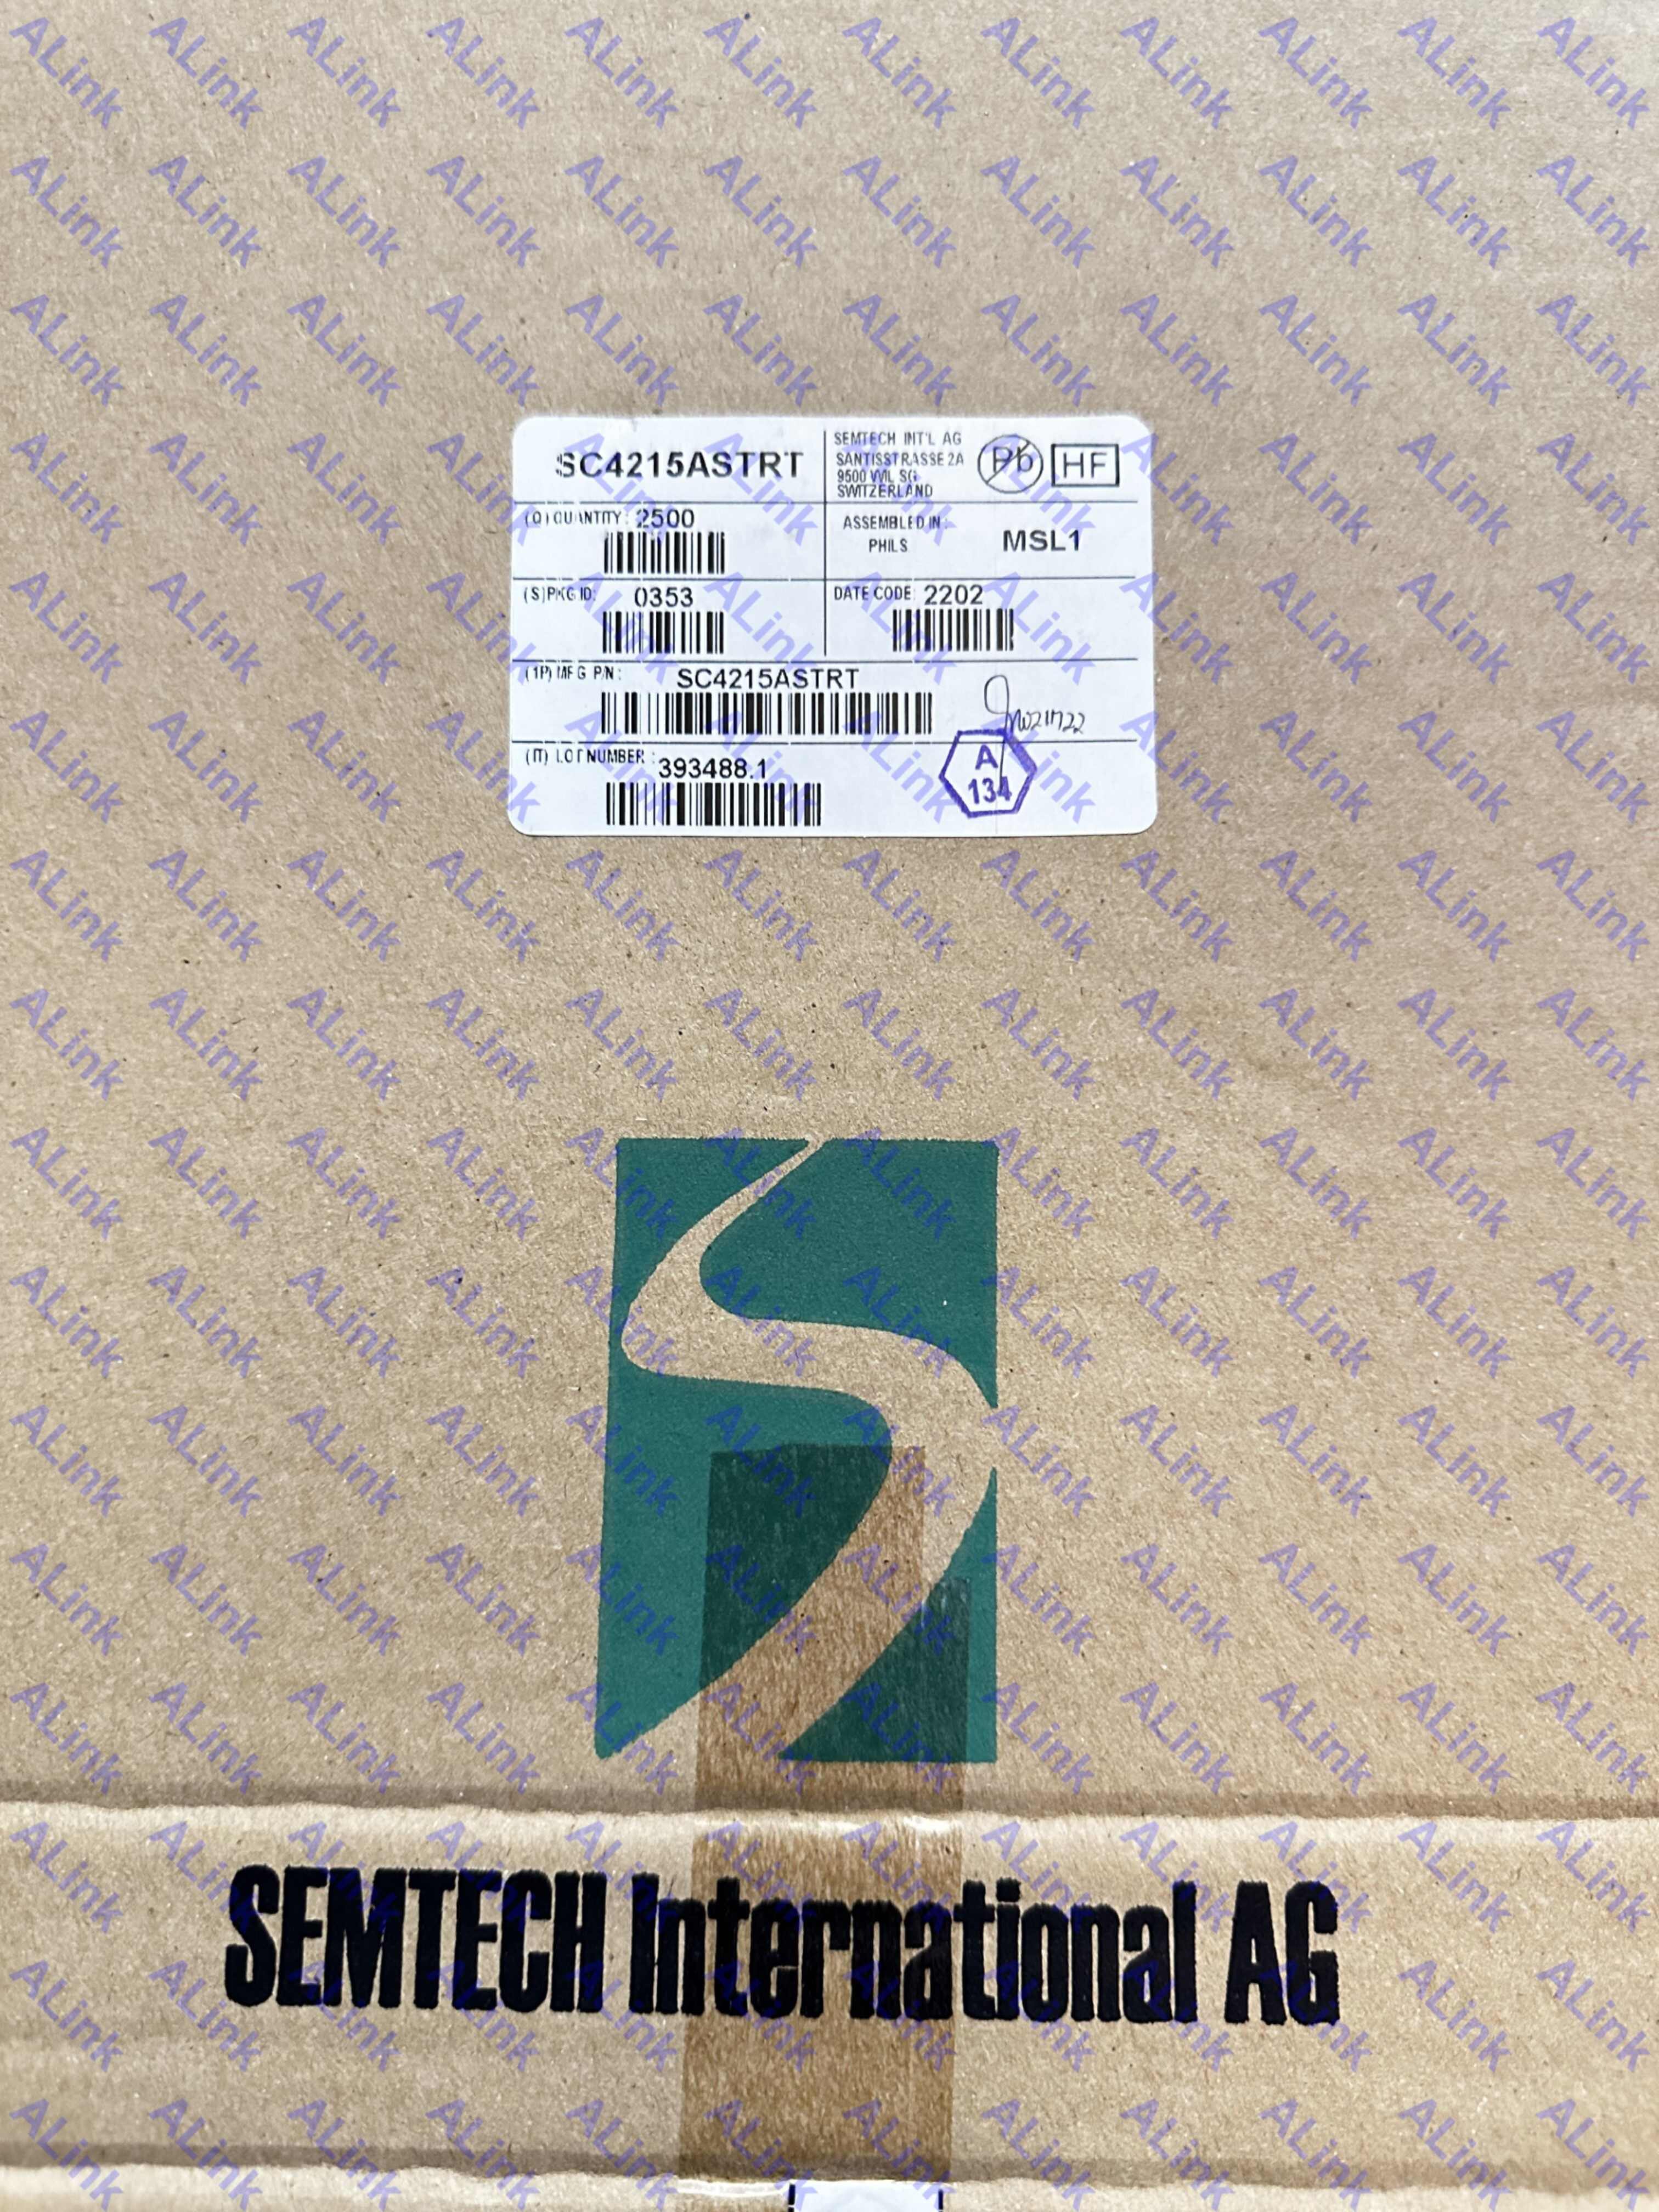 SC4215ASTRT
SEMTECH INT'L AG
SANTISSTRASSE 2A
9500 WIL SG
SWITZERLAND
Pb
HF
(Q) QUANTITY: 2500
ASSEMBLED IN:
PHILS
MSL1
(S) PKG ID: 0353
DATE CODE: 2202
(1P) MFG P/N: SC4215ASTRT
(1T) LOT NUMBER: 393488.1
A
134
SEMTECH International AG
ALink